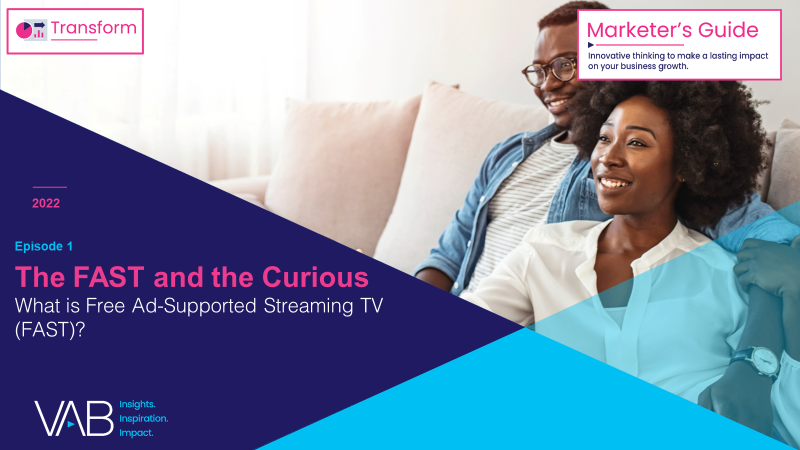 Transform
Marketer's Guide
Innovative thinking to make a lasting impact
on your business growth.
2022
Episode 1
The FAST and the Curious
What is Free Ad-Supported Streaming TV
(FAST)?
VAB
Insights.
Inspiration.
Impact.